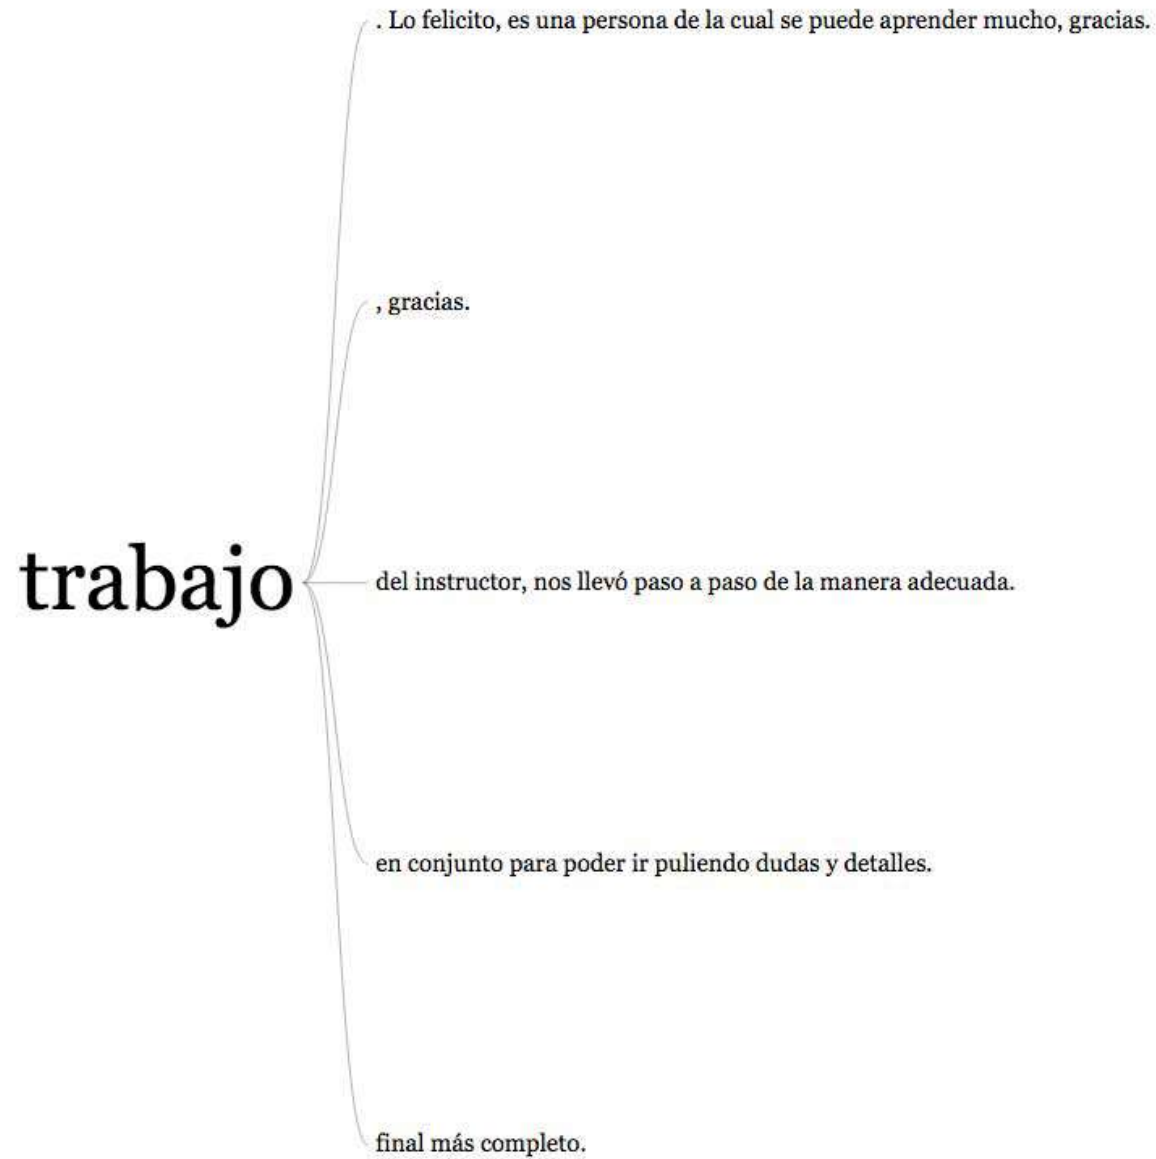 . Lo felicito, es una persona de la cual se puede aprender mucho, gracias.
, gracias.
trabajo
del instructor, nos llevó paso a paso de la manera adecuada.
en conjunto para poder ir puliendo dudas y detalles.
final más completo.